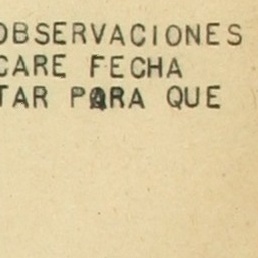 OBSERVACIONES
CARE FECHA
TAR PARA QUE